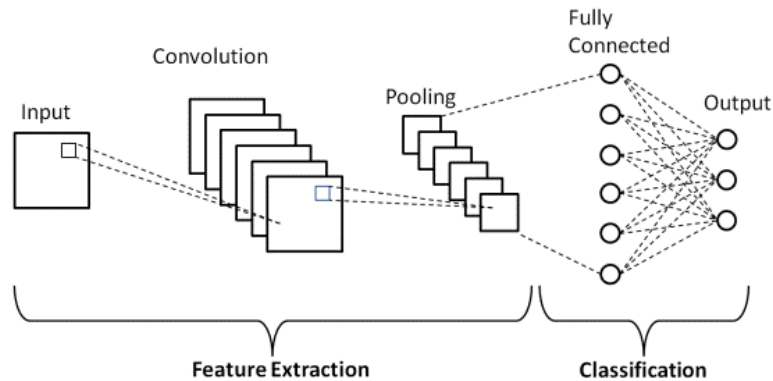 Fully
Connected
Convolution
Pooling
Input
Output
Feature Extraction
Classification